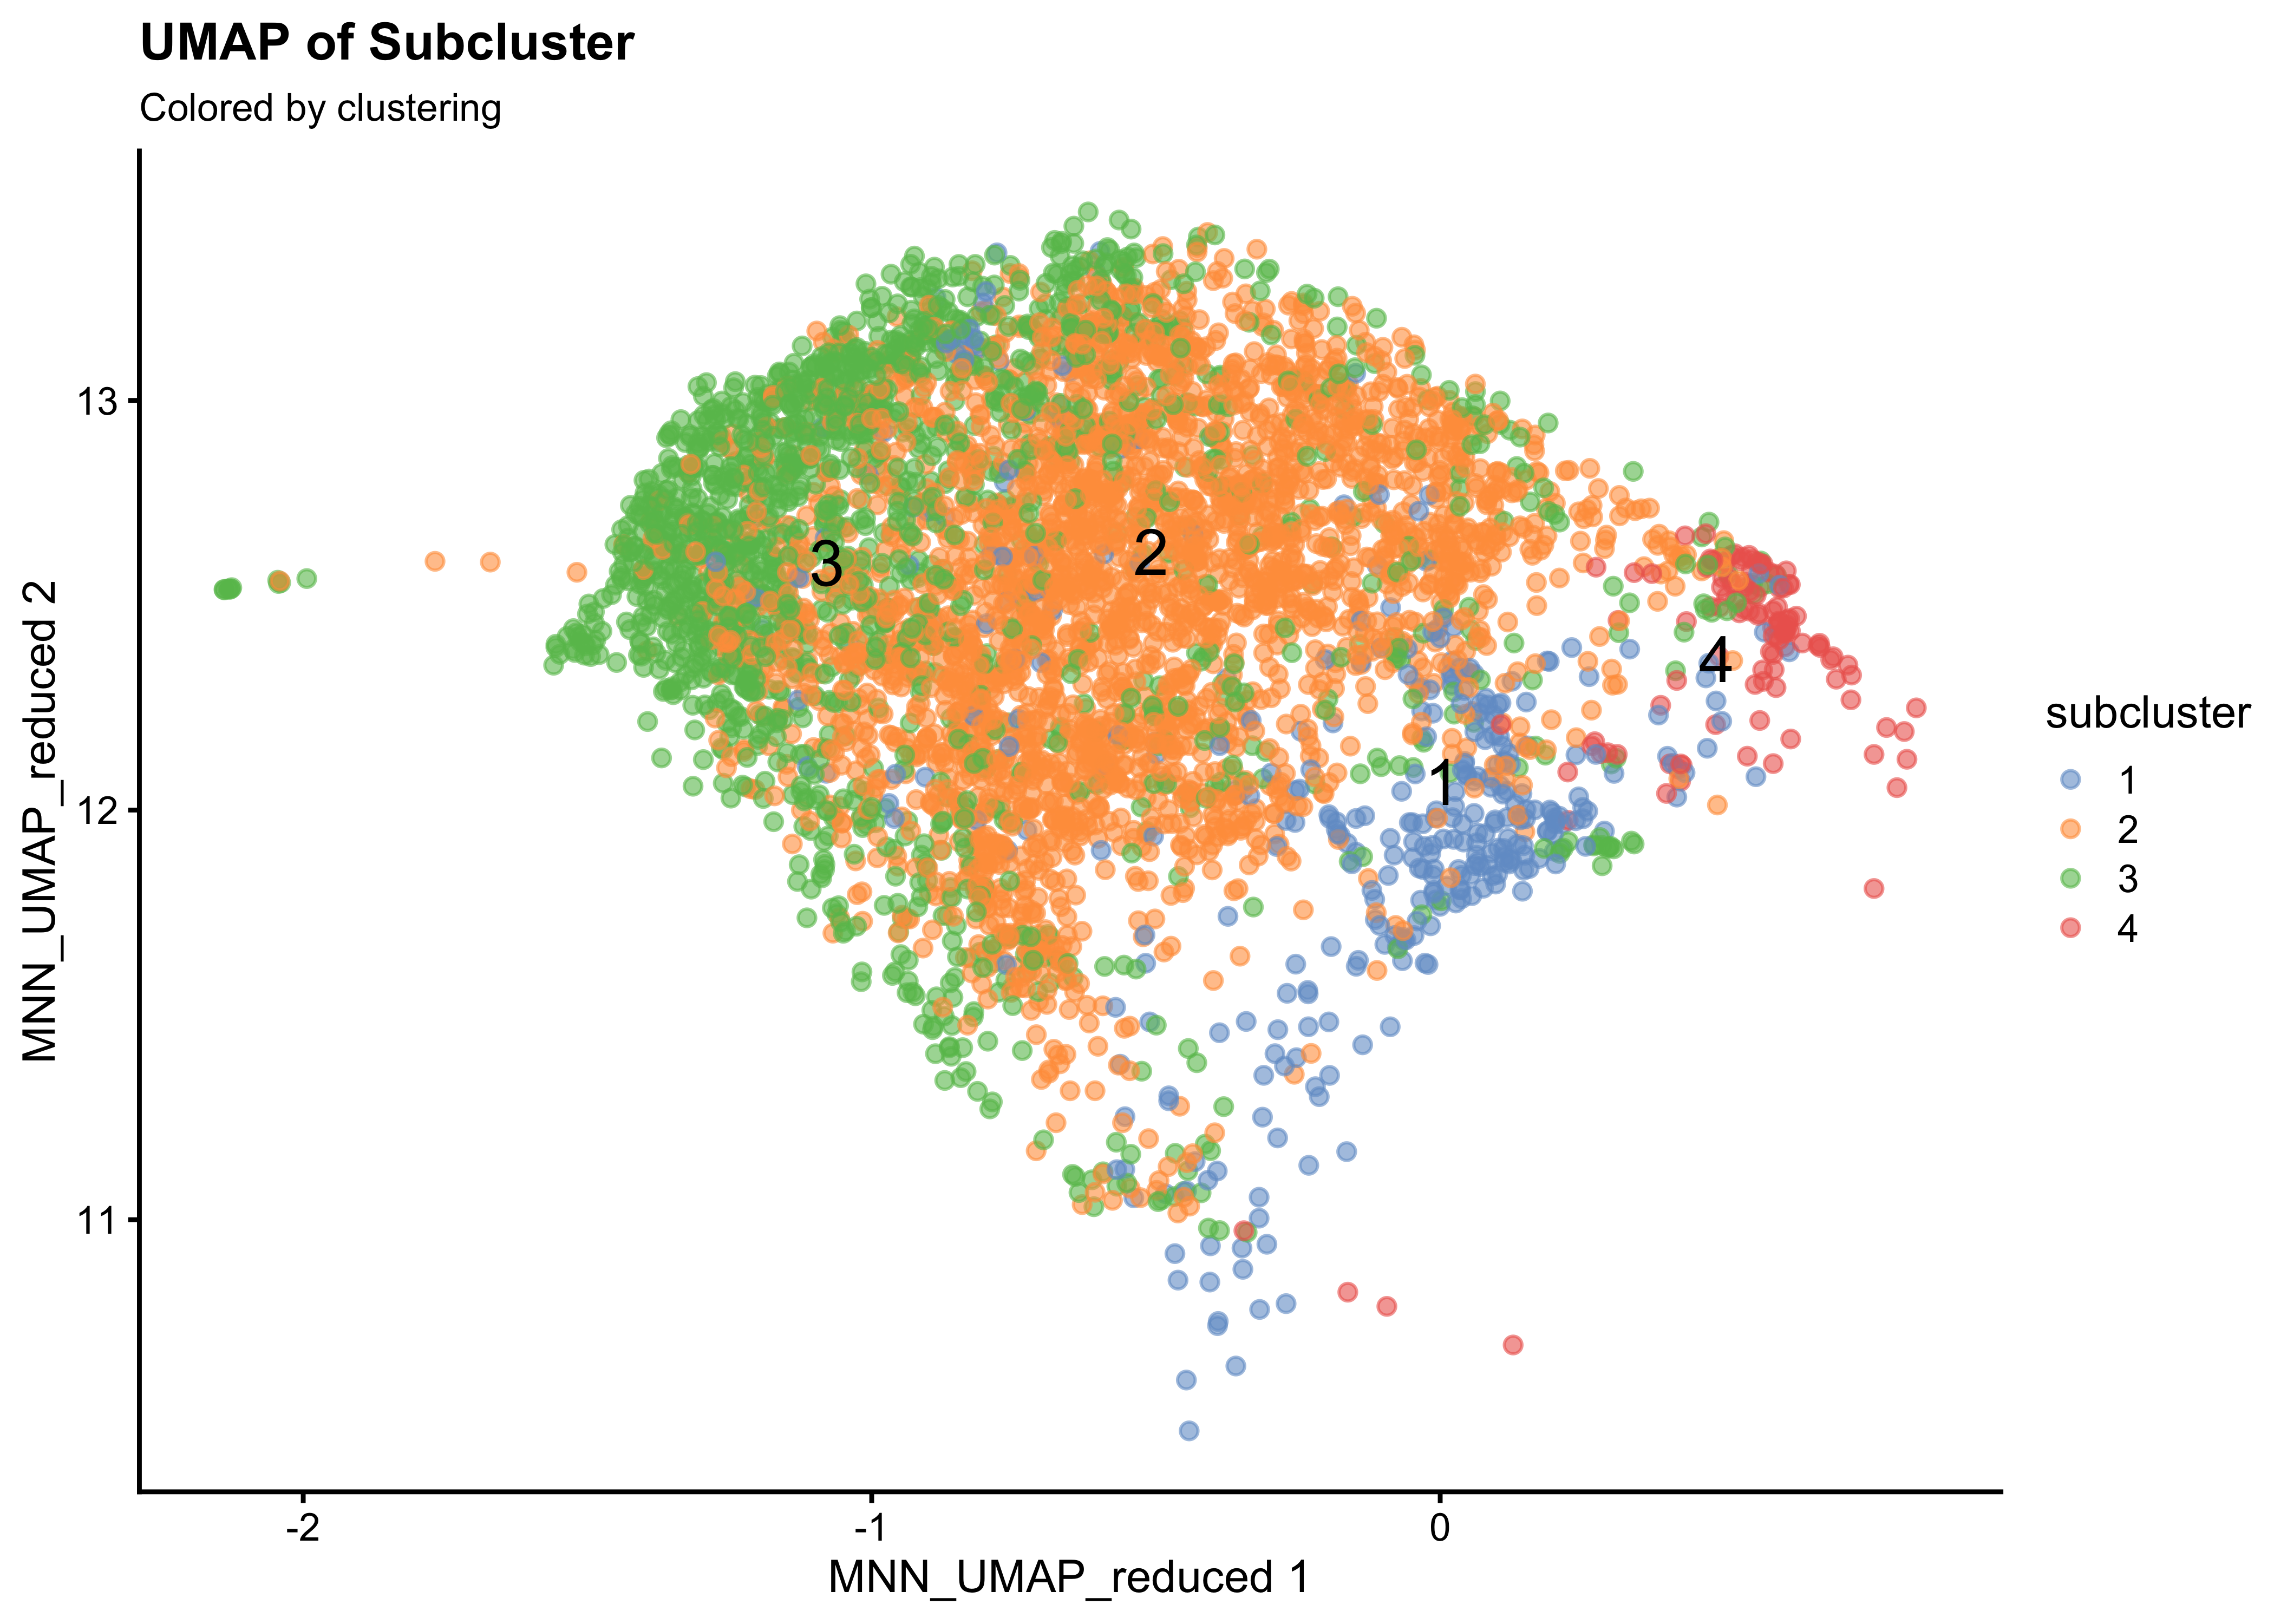 UMAP of Subcluster
Colored by clustering
MNN_UMAP_reduced 2
13
12
11
3
2
4
1
subcluster
1
2
3
4
-2
-1
0
MNN_UMAP_reduced 1